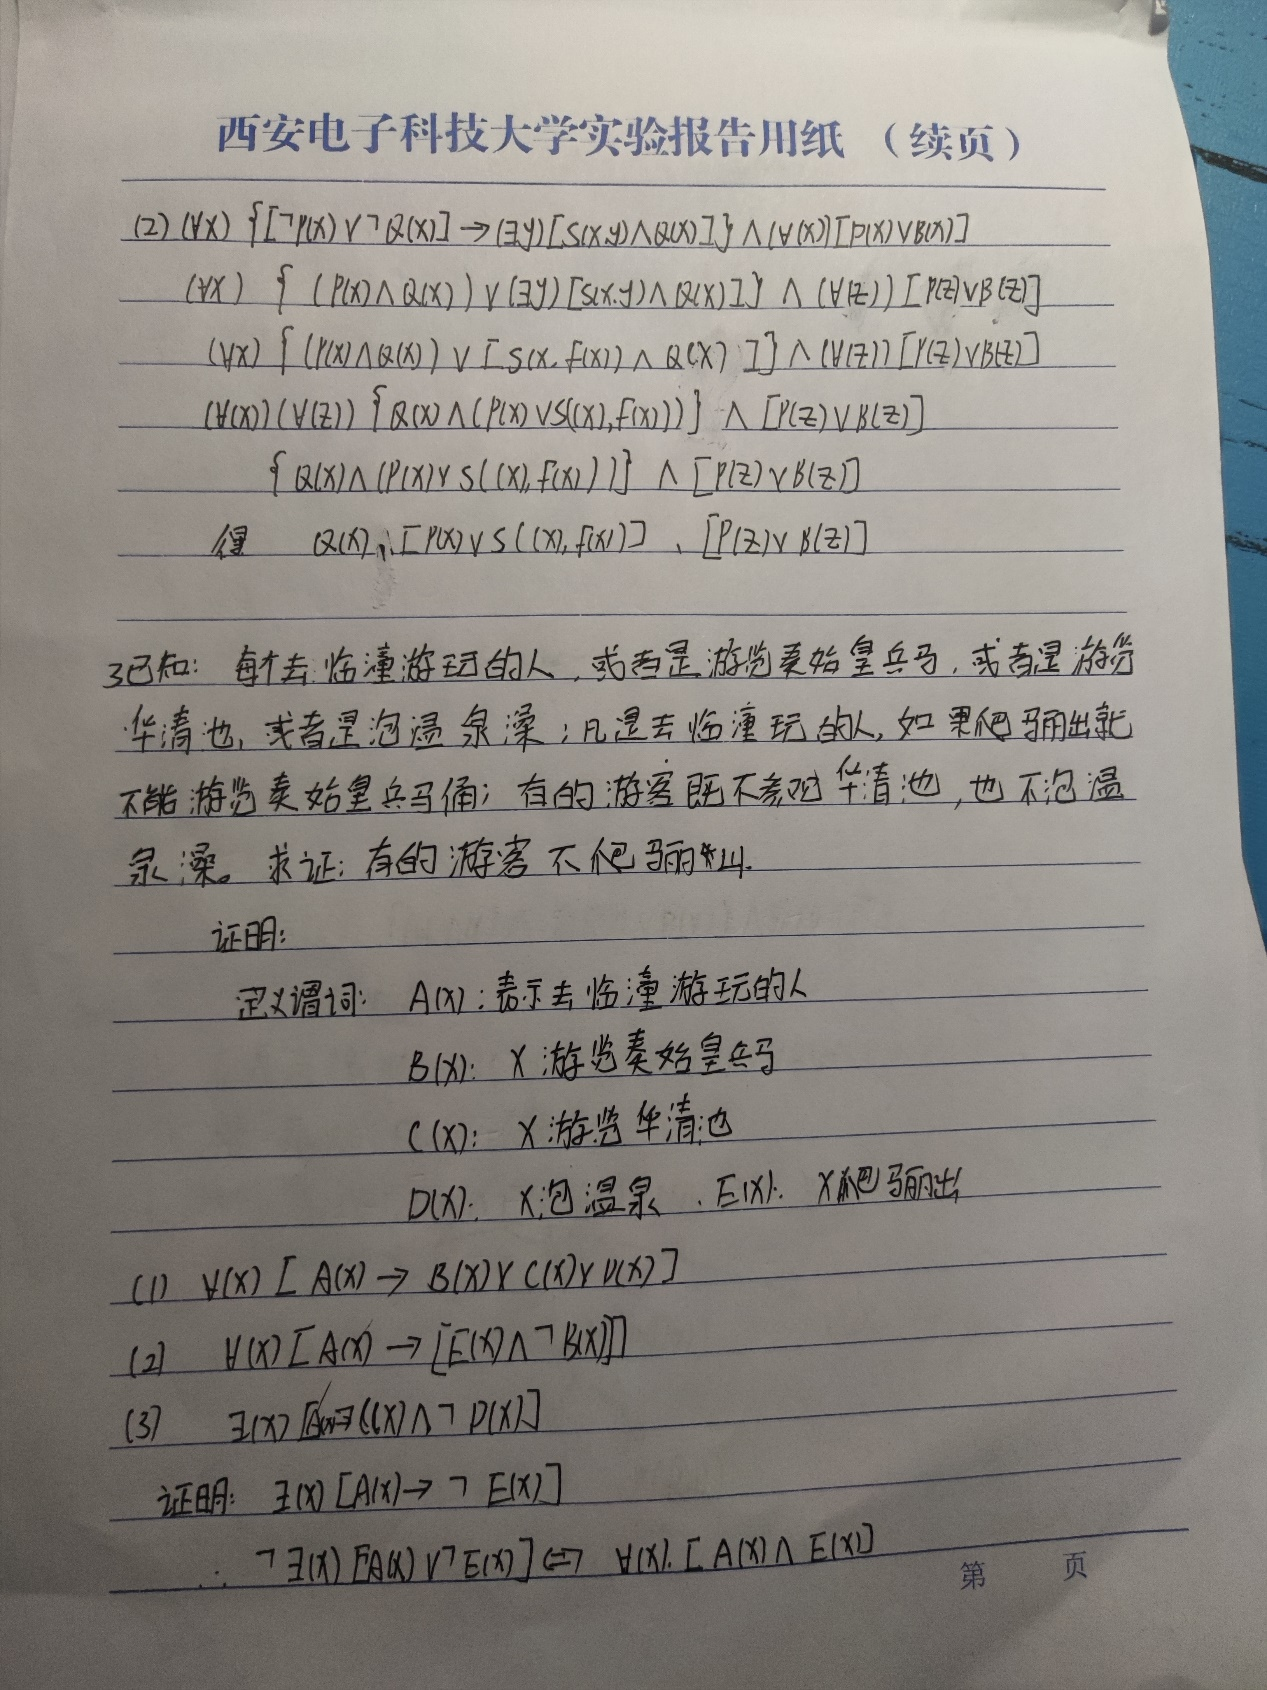 西安电子科技大学实验报告用纸 （续页）
(2) (∀x) {[¬P(x) ∨ ¬Q(x)] → (∃y)[S(x,y)∧Q(x)]} ∧ (∀(x))[P(x)∨B(x)]
(∀x) { (P(x)∧Q(x)) ∨ (∃y)[S(x,y)∧Q(x)]} ∧ (∀(z))[P(z)∨B(z)]
(∀x) { (P(x)∧Q(x)) ∨ [S(x,f(x)) ∧ Q(x)]} ∧ (∀(z))[P(z)∨B(z)]
(∀(x))(∀(z)) {Q(x)∧(P(x)∨S((x),f(x)))} ∧ [P(z)∨B(z)]
{Q(x)∧(P(x)∨S((x),f(x)))} ∧ [P(z)∨B(z)]
得 Q(x)、[P(x)∨S((x),f(x))]、[P(z)∨B(z)]
3已知：每个去临潼游玩的人，或者是游览秦始皇兵马，或者是游览
华清池，或者是泡温泉澡；凡是去临潼玩的人，如果爬骊山就
不能游览秦始皇兵马俑；有的游客既不参观华清池，也不泡温
泉澡。求证：有的游客不爬骊山.
证明：
定义谓词：A(x)：表示去临潼游玩的人
B(x)： x 游览秦始皇兵马
C(x)： x 游览华清池
D(x)： x泡温泉 . E(x)： x爬骊山
(1) ∀(x) [A(x) → B(x)∨C(x)∨D(x)]
(2) ∀(x) [A(x) → [E(x)∧¬B(x)]]
(3) ∃(x) [ C(x)∧¬D(x)]
证明： ∃(x) [A(x)→ ¬E(x)]
∴ ¬∃(x) [¬A(x)∨¬E(x)] ⇔ ∀(x). [A(x)∧E(x)]
第 页